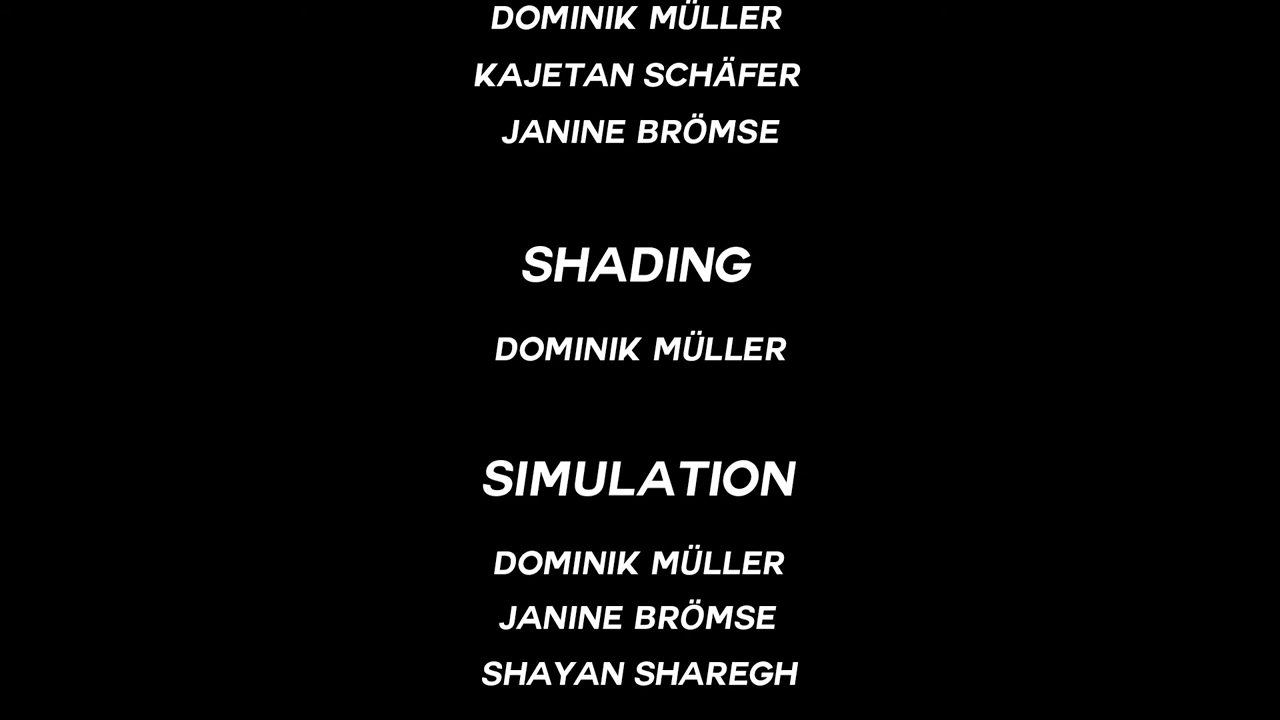 DOMINIK MÜLLER
KAJETAN SCHÄFER
JANINE BRÖMSE
SHADING
DOMINIK MÜLLER
SIMULATION
DOMINIK MÜLLER
JANINE BRÖMSE
SHAYAN SHAREGH